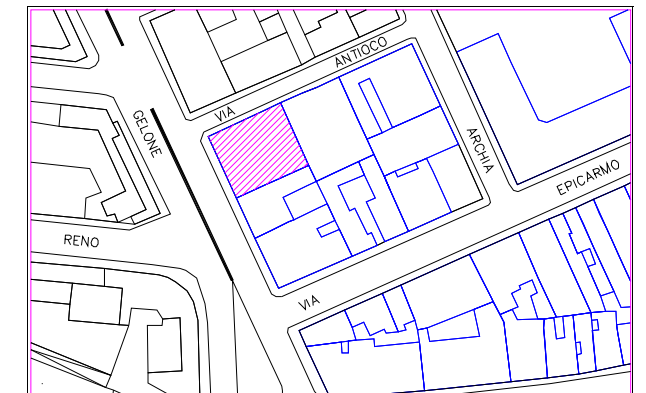 VIA ANTIOCO
GELONE
ARCHIA
EPICARMO
RENO
VIA